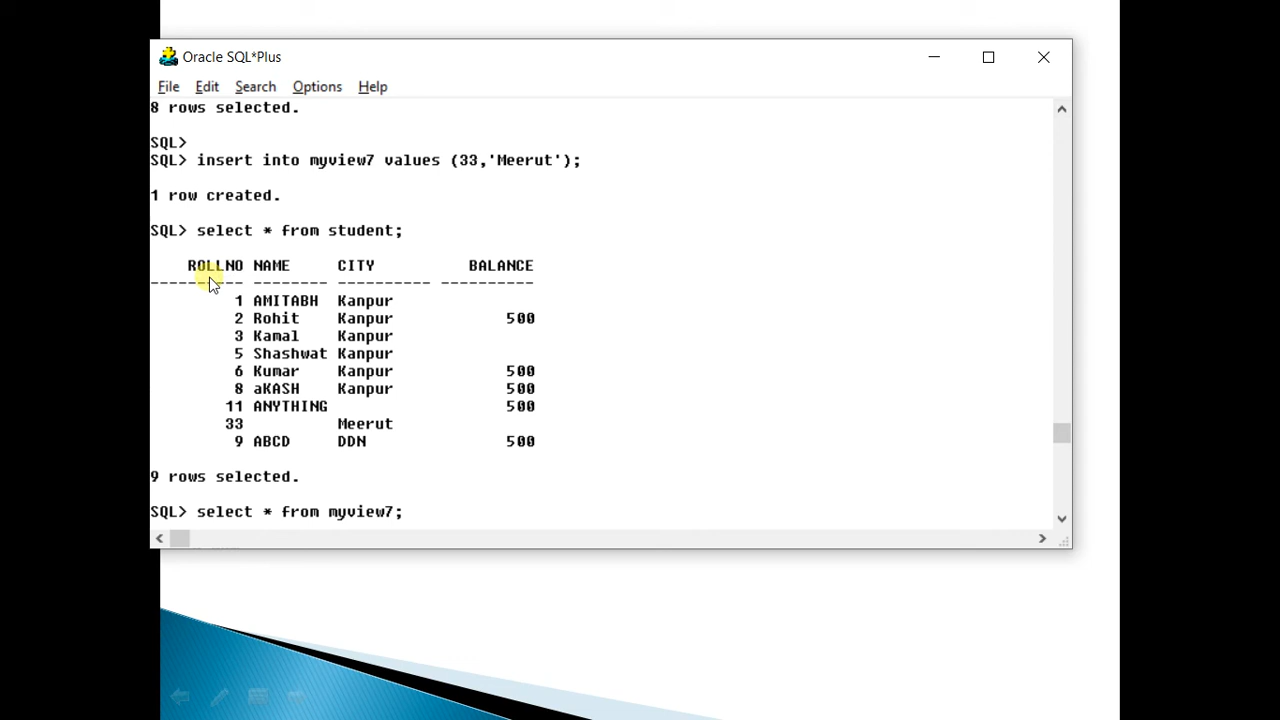 Oracle SQL*Plus
File Edit Search Options Help
8 rows selected.
SQL>
SQL> insert into myview7 values (33,'Meerut');
1 row created.
SQL> select * from student;
ROLLNO NAME CITY BALANCE
---------- -------- ---------- ----------
1 AMITABH Kanpur
2 Rohit Kanpur 500
3 Kamal Kanpur
5 Shashwat Kanpur
6 Kumar Kanpur 500
8 aKASH Kanpur 500
11 ANYTHING 500
33 Meerut
9 ABCD DDN 500
9 rows selected.
SQL> select * from myview7;